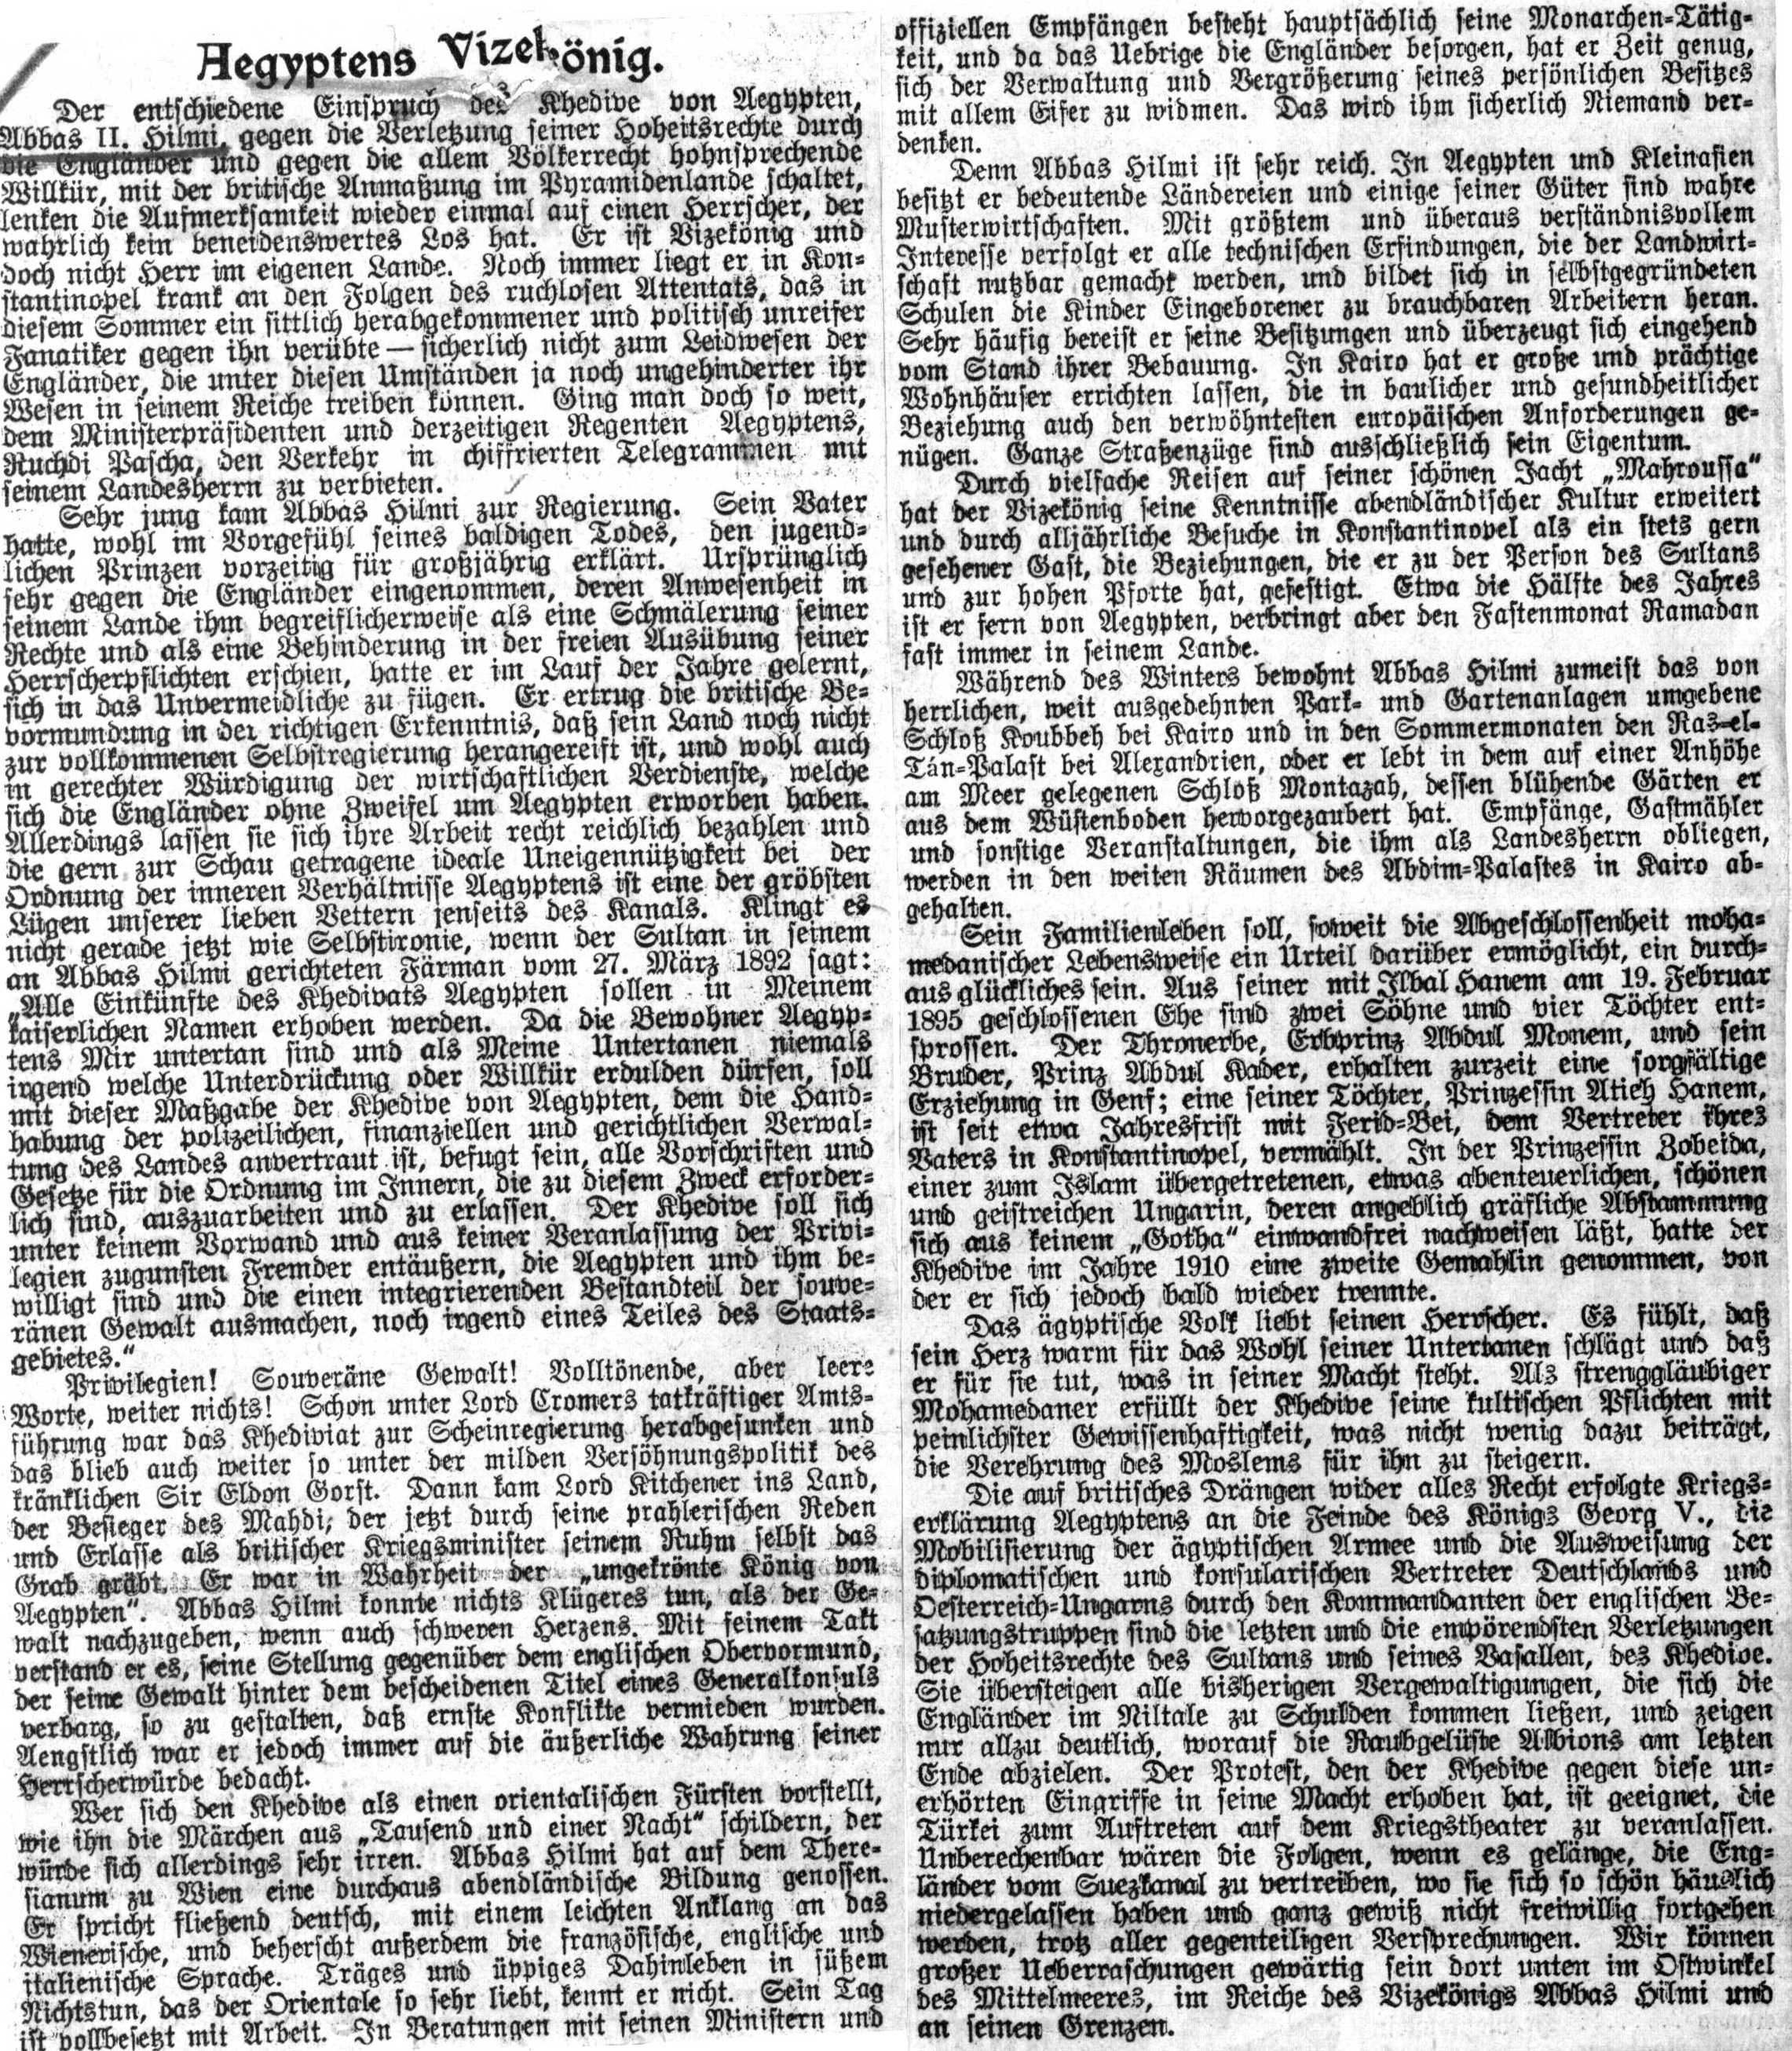 Aegyptens Vizekönig.
Der entschiedene Einspruch des Khedive von Aegypten,
Abbas II. Hilmi, gegen die Verletzung seiner Hoheitsrechte durch
die Engländer und gegen die allem Völkerrecht hohnsprechende
Willkür, mit der britische Anmaßung im Pyramidenlande schaltet,
lenken die Aufmerksamkeit wieder einmal auf einen Herrscher, der
wahrlich kein beneidenswertes Los hat. Er ist Vizekönig und
doch nicht Herr im eigenen Lande. Noch immer liegt er in Kon-
stantinopel krank an den Folgen des ruchlosen Attentats, das in
diesem Sommer ein sittlich herabgekommener und politisch unreifer
Fanatiker gegen ihn verübte — sicherlich nicht zum Leidwesen der
Engländer, die unter diesen Umständen ja noch ungehinderter ihr
Wesen in seinem Reiche treiben können. Ging man doch so weit,
dem Ministerpräsidenten und derzeitigen Regenten Aegyptens,
Ruchdi Pascha, den Verkehr in chiffrierten Telegrammen mit
seinem Landesherrn zu verbieten.
Sehr jung kam Abbas Hilmi zur Regierung. Sein Vater
hatte, wohl im Vorgefühl seines baldigen Todes, den jugend-
lichen Prinzen vorzeitig für großjährig erklärt. Ursprünglich
sehr gegen die Engländer eingenommen, deren Anwesenheit in
seinem Lande ihm begreiflicherweise als eine Schmälerung seiner
Rechte und als eine Behinderung in der freien Ausübung seiner
Herrscherpflichten erschien, hatte er im Lauf der Jahre gelernt,
sich in das Unvermeidliche zu fügen. Er ertrug die britische Be-
vormundung in der richtigen Erkenntnis, daß sein Land noch nicht
zur vollkommenen Selbstregierung herangereift ist, und wohl auch
in gerechter Würdigung der wirtschaftlichen Verdienste, welche
sich die Engländer ohne Zweifel um Aegypten erworben haben.
Allerdings lassen sie sich ihre Arbeit recht reichlich bezahlen und
die gern zur Schau getragene ideale Uneigennützigkeit bei der
Ordnung der inneren Verhältnisse Aegyptens ist eine der gröbsten
Lügen unserer lieben Vettern jenseits des Kanals. Klingt es
nicht gerade jetzt wie Selbstironie, wenn der Sultan in seinem
an Abbas Hilmi gerichteten Färman vom 27. März 1892 sagt:
„Alle Einkünfte des Khedivats Aegypten sollen in Meinem
kaiserlichen Namen erhoben werden. Da die Bewohner Aegyp-
tens Mir untertan sind und als Meine Untertanen niemals
irgend welche Unterdrückung oder Willkür erdulden dürfen, soll
mit dieser Maßgabe der Khedive von Aegypten, dem die Hand-
habung der polizeilichen, finanziellen und gerichtlichen Verwal-
tung des Landes anvertraut ist, befugt sein, alle Vorschriften und
Gesetze für die Ordnung im Innern, die zu diesem Zweck erforder-
lich sind, auszuarbeiten und zu erlassen. Der Khedive soll sich
unter keinem Vorwand und aus keiner Veranlassung der Privi-
legien zugunsten Fremder entäußern, die Aegypten und ihm be-
willigt sind und die einen integrierenden Bestandteil der souve-
ränen Gewalt ausmachen, noch irgend eines Teiles des Staats-
gebietes.“
Privilegien! Souveräne Gewalt! Volltönende, aber leere
Worte, weiter nichts! Schon unter Lord Cromers tatkräftiger Amts-
führung war das Khediviat zur Scheinregierung herabgesunken und
das blieb auch weiter so unter der milden Versöhnungspolitik des
kränklichen Sir Eldon Gorst. Dann kam Lord Kitchener ins Land,
der Besieger des Mahdi, der jetzt durch seine prahlerischen Reden
und Erlasse als britischer Kriegsminister seinem Ruhm selbst das
Grab gräbt. Er war in Wahrheit der „ungekrönte König von
Aegypten“. Abbas Hilmi konnte nichts Klügeres tun, als der Ge-
walt nachzugeben, wenn auch schweren Herzens. Mit feinem Takt
verstand er es, seine Stellung gegenüber dem englischen Obervormund,
der seine Gewalt hinter dem bescheidenen Titel eines Generalkonsuls
verbarg, so zu gestalten, daß ernste Konflikte vermieden wurden.
Aengstlich war er jedoch immer auf die äußerliche Wahrung seiner
Herrscherwürde bedacht.
Wer sich den Khedive als einen orientalischen Fürsten vorstellt,
wie ihn die Märchen aus „Tausend und einer Nacht“ schildern, der
würde sich allerdings sehr irren. Abbas Hilmi hat auf dem There-
sianum zu Wien eine durchaus abendländische Bildung genossen.
Er spricht fließend deutsch, mit einem leichten Anklang an das
Wienerische, und beherscht außerdem die französische, englische und
italienische Sprache. Träges und üppiges Dahinleben in süßem
Nichtstun, das der Orientale so sehr liebt, kennt er nicht. Sein Tag
ist vollbesetzt mit Arbeit. In Beratungen mit seinen Ministern und
offiziellen Empfängen besteht hauptsächlich seine Monarchen-Tätig-
keit, und da das Uebrige die Engländer besorgen, hat er Zeit genug,
sich der Verwaltung und Vergrößerung seines persönlichen Besitzes
mit allem Eifer zu widmen. Das wird ihm sicherlich Niemand ver-
denken.
Denn Abbas Hilmi ist sehr reich. In Aegypten und Kleinasien
besitzt er bedeutende Ländereien und einige seiner Güter sind wahre
Musterwirtschaften. Mit größtem und überaus verständnisvollem
Interesse verfolgt er alle technischen Erfindungen, die der Landwirt-
schaft nutzbar gemacht werden, und bildet sich in selbstgegründeten
Schulen die Kinder Eingeborener zu brauchbaren Arbeitern heran.
Sehr häufig bereist er seine Besitzungen und überzeugt sich eingehend
vom Stand ihrer Bebauung. In Kairo hat er große und prächtige
Wohnhäuser errichten lassen, die in baulicher und gesundheitlicher
Beziehung auch den verwöhntesten europäischen Anforderungen ge-
nügen. Ganze Straßenzüge sind ausschließlich sein Eigentum.
Durch vielfache Reisen auf seiner schönen Jacht „Mahroussa“
hat der Vizekönig seine Kenntnisse abendländischer Kultur erweitert
und durch alljährliche Besuche in Konstantinopel als ein stets gern
gesehener Gast, die Beziehungen, die er zu der Person des Sultans
und zur hohen Pforte hat, gefestigt. Etwa die Hälfte des Jahres
ist er fern von Aegypten, verbringt aber den Fastenmonat Ramadan
fast immer in seinem Lande.
Während des Winters bewohnt Abbas Hilmi zumeist das von
herrlichen, weit ausgedehnten Park- und Gartenanlagen umgebene
Schloß Koubbeh bei Kairo und in den Sommermonaten den Ras-el-
Tán-Palast bei Alexandrien, oder er lebt in dem auf einer Anhöhe
am Meer gelegenen Schloß Montazah, dessen blühende Gärten er
aus dem Wüstenboden hervorgezaubert hat. Empfänge, Gastmähler
und sonstige Veranstaltungen, die ihm als Landesherrn obliegen,
werden in den weiten Räumen des Abdim-Palastes in Kairo ab-
gehalten.
Sein Familienleben soll, soweit die Abgeschlossenheit moha-
medanischer Lebensweise ein Urteil darüber ermöglicht, ein durch-
aus glückliches sein. Aus seiner mit Ilbal Hanem am 19. Februar
1895 geschlossenen Ehe sind zwei Söhne und vier Töchter ent-
sprossen. Der Thronerbe, Erbprinz Abdul Monem, und sein
Bruder, Prinz Abdul Kader, erhalten zurzeit eine sorgfältige
Erziehung in Genf; eine seiner Töchter, Prinzessin Atieh Hanem,
ist seit etwa Jahresfrist mit Ferid-Bei, dem Vertreter ihres
Vaters in Konstantinopel, vermählt. In der Prinzessin Zobeida,
einer zum Islam übergetretenen, etwas abenteuerlichen, schönen
und geistreichen Ungarin, deren angeblich gräfliche Abstammung
sich aus keinem „Gotha“ einwandfrei nachweisen läßt, hatte der
Khedive im Jahre 1910 eine zweite Gemahlin genommen, von
der er sich jedoch bald wieder trennte.
Das ägyptische Volk liebt seinen Herrscher. Es fühlt, daß
sein Herz warm für das Wohl seiner Untertanen schlägt und daß
er für sie tut, was in seiner Macht steht. Als strenggläubiger
Mohamedaner erfüllt der Khedive seine kultischen Pflichten mit
peinlichster Gewissenhaftigkeit, was nicht wenig dazu beiträgt,
die Verehrung des Moslems für ihn zu steigern.
Die auf britisches Drängen wider alles Recht erfolgte Kriegs-
erklärung Aegyptens an die Feinde des Königs Georg V., die
Mobilisierung der ägyptischen Armee und die Ausweisung der
diplomatischen und konsularischen Vertreter Deutschlands und
Oesterreich-Ungarns durch den Kommandanten der englischen Be-
satzungstruppen sind die letzten und die empörendsten Verletzungen
der Hoheitsrechte des Sultans und seines Vasallen, des Khedive.
Sie übersteigen alle bisherigen Vergewaltigungen, die sich die
Engländer im Niltale zu Schulden kommen ließen, und zeigen
nur allzu deutlich, worauf die Raubgelüste Albions am letzten
Ende abzielen. Der Protest, den der Khedive gegen diese un-
erhörten Eingriffe in seine Macht erhoben hat, ist geeignet, die
Türkei zum Auftreten auf dem Kriegstheater zu veranlassen.
Unberechenbar wären die Folgen, wenn es gelänge, die Eng-
länder vom Suezkanal zu vertreiben, wo sie sich so schön häuslich
niedergelassen haben und ganz gewiß nicht freiwillig fortgehen
werden, trotz aller gegenteiligen Versprechungen. Wir können
großer Ueberraschungen gewärtig sein dort unten im Ostwinkel
des Mittelmeeres, im Reiche des Vizekönigs Abbas Hilmi und
an seinen Grenzen.